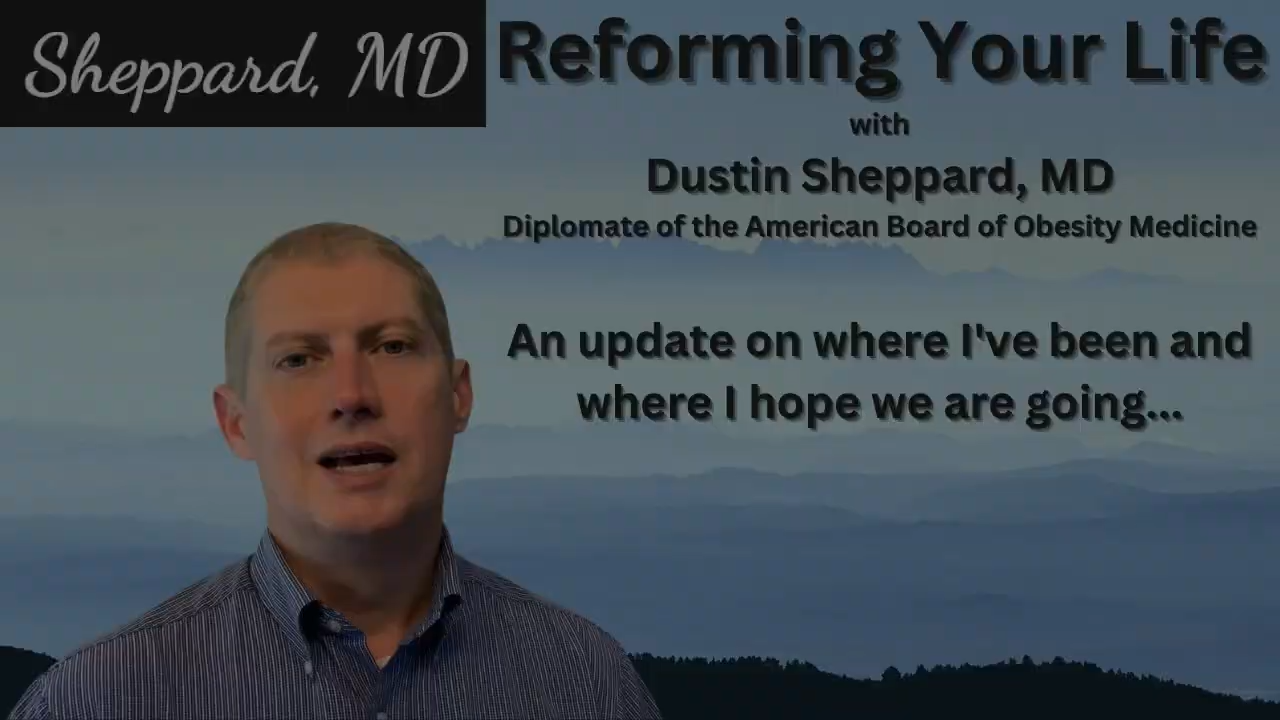 Sheppard, MD
Reforming Your Life
with
Dustin Sheppard, MD
Diplomate of the American Board of Obesity Medicine
An update on where I've been and
where I hope we are going...